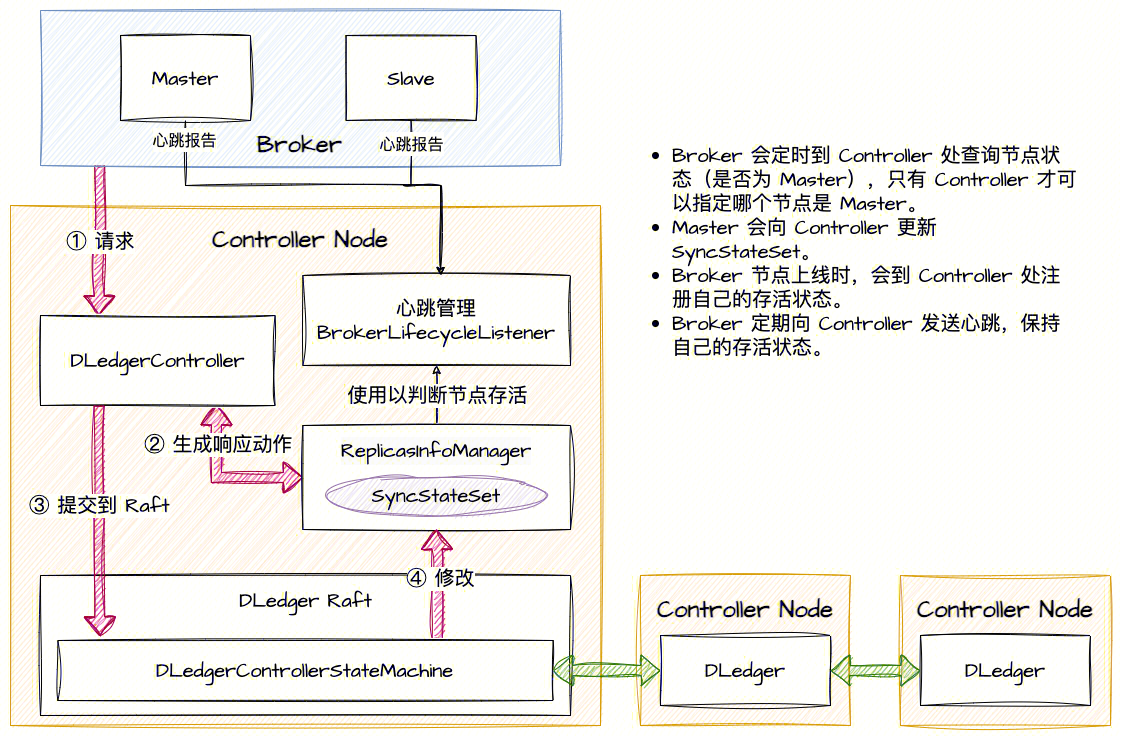 Master
Slave
心跳报告
心跳报告
Broker
① 请求
Controller Node
心跳管理
BrokerLifecycleListener
DLedgerController
使用以判断节点存活
② 生成响应动作
ReplicasInfoManager
SyncStateSet
③ 提交到 Raft
④ 修改
DLedger Raft
DLedgerControllerStateMachine
Controller Node
DLedger
Controller Node
DLedger
• Broker 会定时到 Controller 处查询节点状
态（是否为 Master），只有 Controller 才可
以指定哪个节点是 Master。
• Master 会向 Controller 更新
SyncStateSet。
• Broker 节点上线时，会到 Controller 处注
册自己的存活状态。
• Broker 定期向 Controller 发送心跳，保持
自己的存活状态。